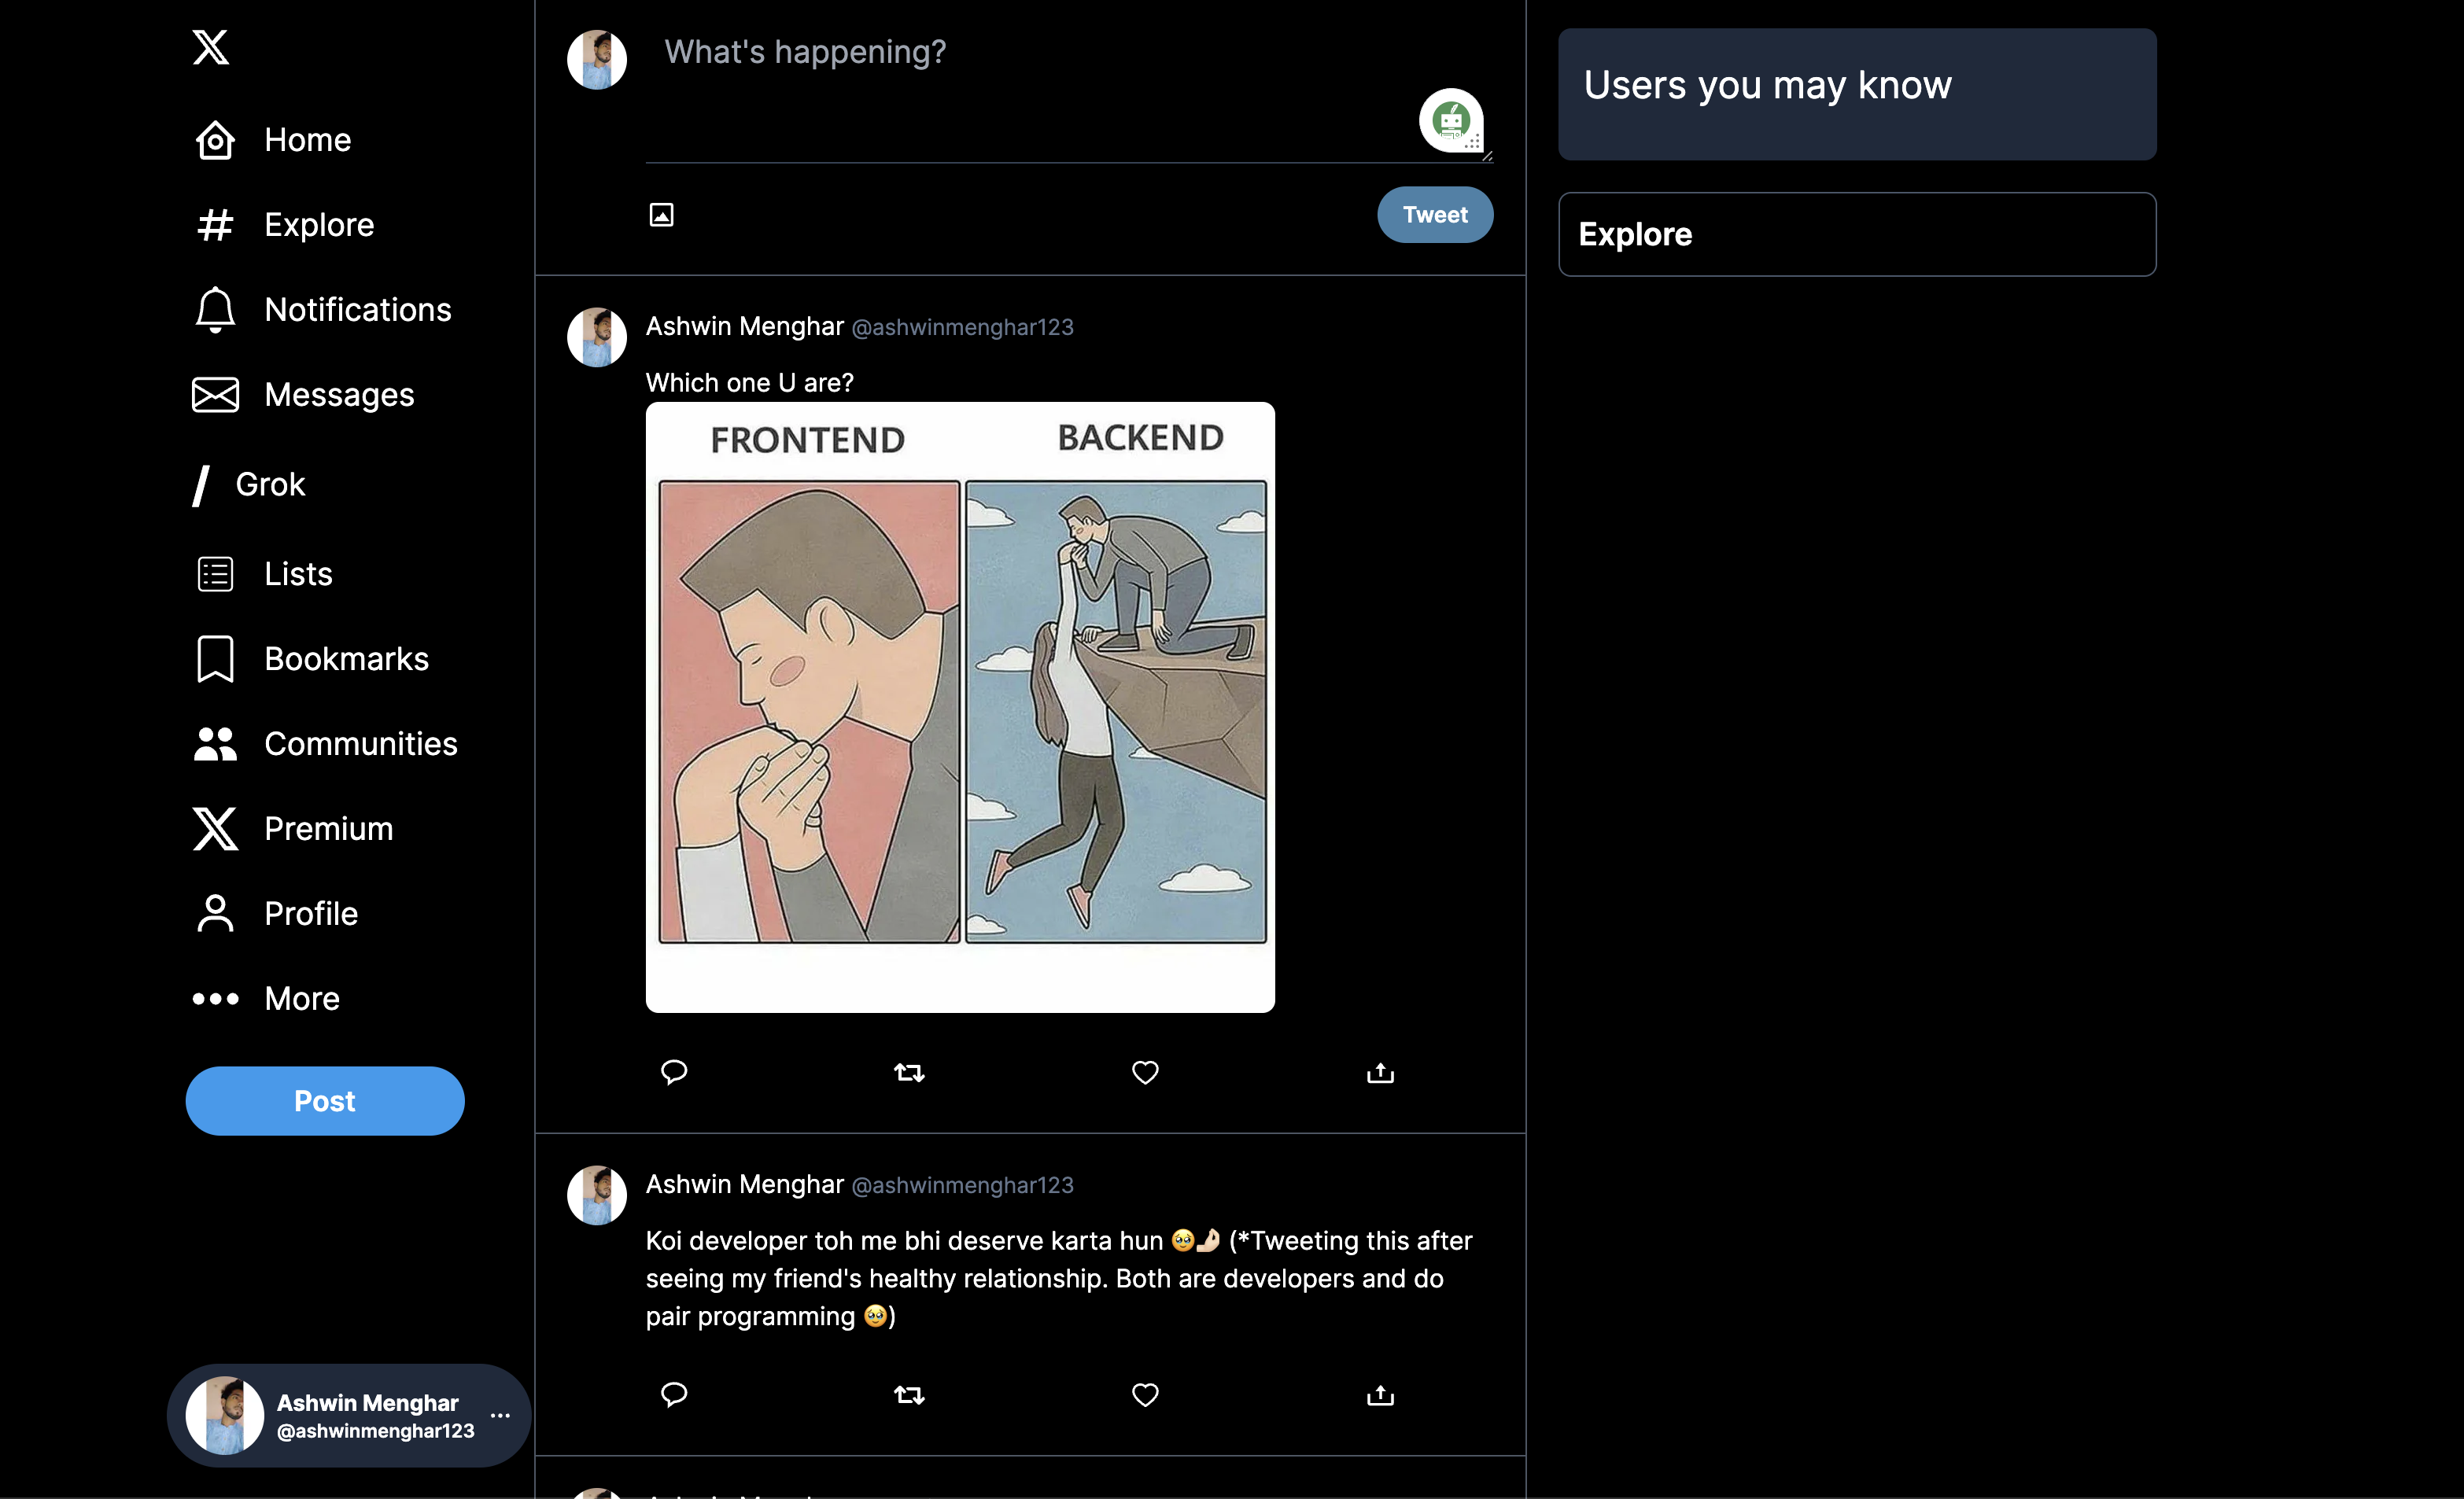 Home
Explore
Notifications
Messages
Grok
Lists
Bookmarks
Communities
Premium
Profile
More
Post
Ashwin Menghar
@ashwinmenghar123
What's happening?
Tweet
Ashwin Menghar @ashwinmenghar123
Which one U are?
FRONTEND BACKEND
Ashwin Menghar @ashwinmenghar123
Koi developer toh me bhi deserve karta hun 🥹🤌🏻 (*Tweeting this after
seeing my friend's healthy relationship. Both are developers and do
pair programming 🥹)
Users you may know
Explore